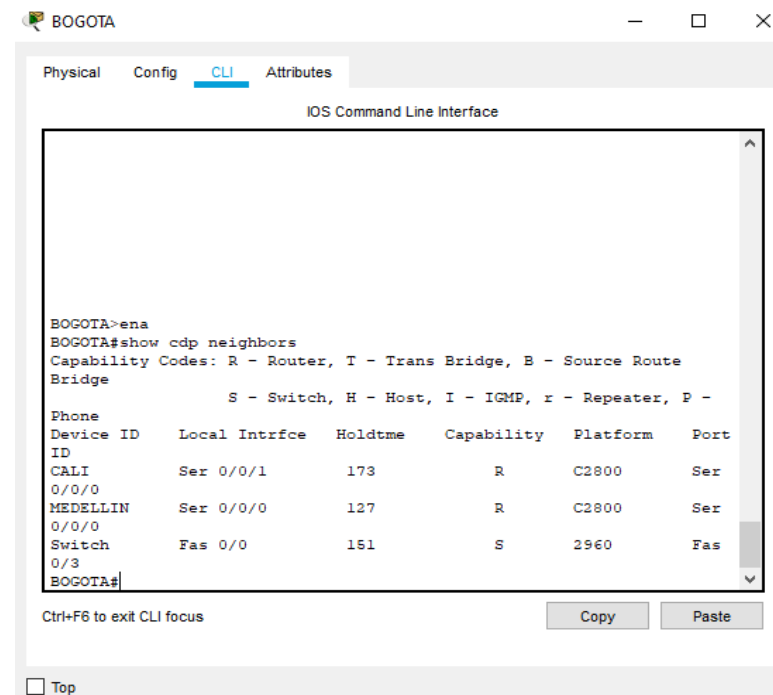 BOGOTA
Physical Config CLI Attributes
IOS Command Line Interface
BOGOTA>ena
BOGOTA#show cdp neighbors
Capability Codes: R - Router, T - Trans Bridge, B - Source Route
Bridge
S - Switch, H - Host, I - IGMP, r - Repeater, P -
Phone
Device ID Local Intrfce Holdtme Capability Platform Port
ID
CALI Ser 0/0/1 173 R C2800 Ser
0/0/0
MEDELLIN Ser 0/0/0 127 R C2800 Ser
0/0/0
Switch Fas 0/0 151 S 2960 Fas
0/3
BOGOTA#
Ctrl+F6 to exit CLI focus Copy Paste
Top